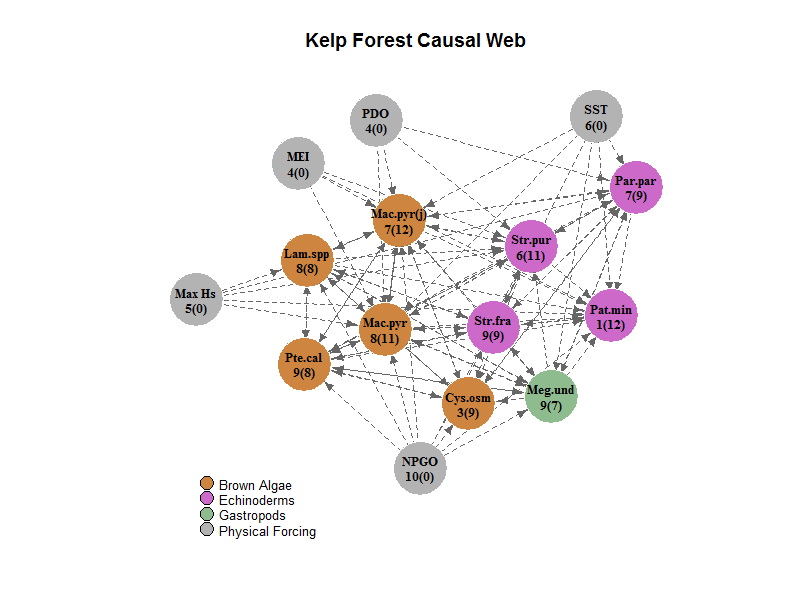 Kelp Forest Causal Web
PDO
4(0)
SST
6(0)
MEI
4(0)
Par.par
7(9)
Mac.pyr(j)
7(12)
Str.pur
6(11)
Lam.spp
8(8)
Max Hs
5(0)
Pat.min
1(12)
Mac.pyr
8(11)
Str.fra
9(9)
Pte.cal
9(8)
Meg.und
9(7)
Cys.osm
3(9)
NPGO
10(0)
Brown Algae
Echinoderms
Gastropods
Physical Forcing